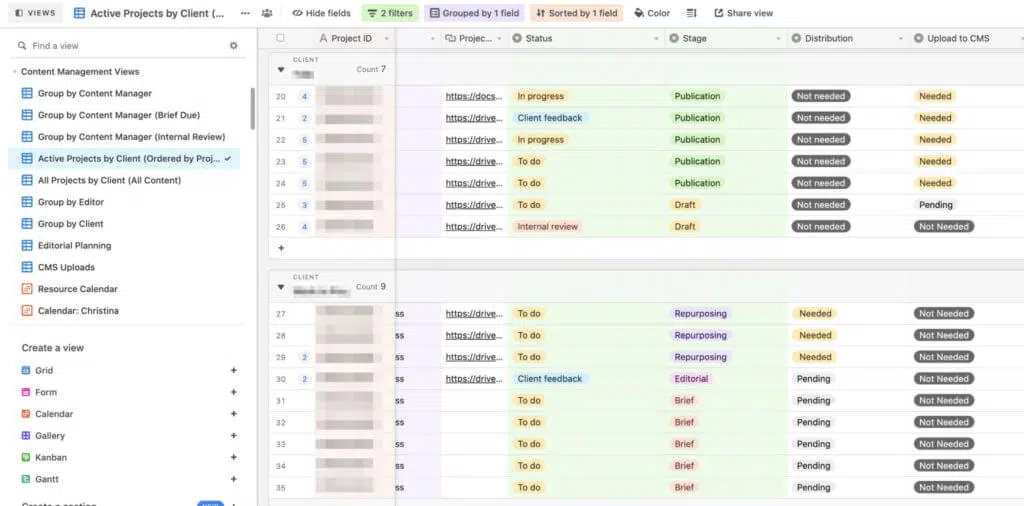 VIEWS Active Projects by Client (... Hide fields 2 filters Grouped by 1 field Sorted by 1 field Color Share view
Find a view
Content Management Views
Group by Content Manager
Group by Content Manager (Brief Due)
Group by Content Manager (Internal Review)
Active Projects by Client (Ordered by Proj...
All Projects by Client (All Content)
Group by Editor
Group by Client
Editorial Planning
CMS Uploads
Resource Calendar
Calendar: Christina
Create a view
Grid +
Form +
Calendar +
Gallery +
Kanban +
Gantt +
Project ID Projec... Status Stage Distribution Upload to CMS
CLIENT
Count 7
20 4 https://docs... In progress Publication Not needed Needed
21 2 https://drive... Client feedback Publication Not needed Needed
22 6 https://drive... In progress Publication Not needed Needed
23 5 https://drive... To do Publication Not needed Needed
24 5 https://drive... To do Publication Not needed Needed
25 3 https://drive... To do Draft Not needed Pending
26 4 https://drive... Internal review Draft Not needed Not Needed
+
CLIENT
Count 9
27 ss https://drive... To do Repurposing Needed Not Needed
28 ss https://drive... To do Repurposing Needed Not Needed
29 2 ss https://drive... To do Repurposing Needed Not Needed
30 2 ss https://drive... Client feedback Editorial Pending Not Needed
31 ss To do Brief Pending Not Needed
32 ss To do Brief Pending Not Needed
33 ss To do Brief Pending Not Needed
34 ss To do Brief Pending Not Needed
35 ss To do Brief Pending Not Needed